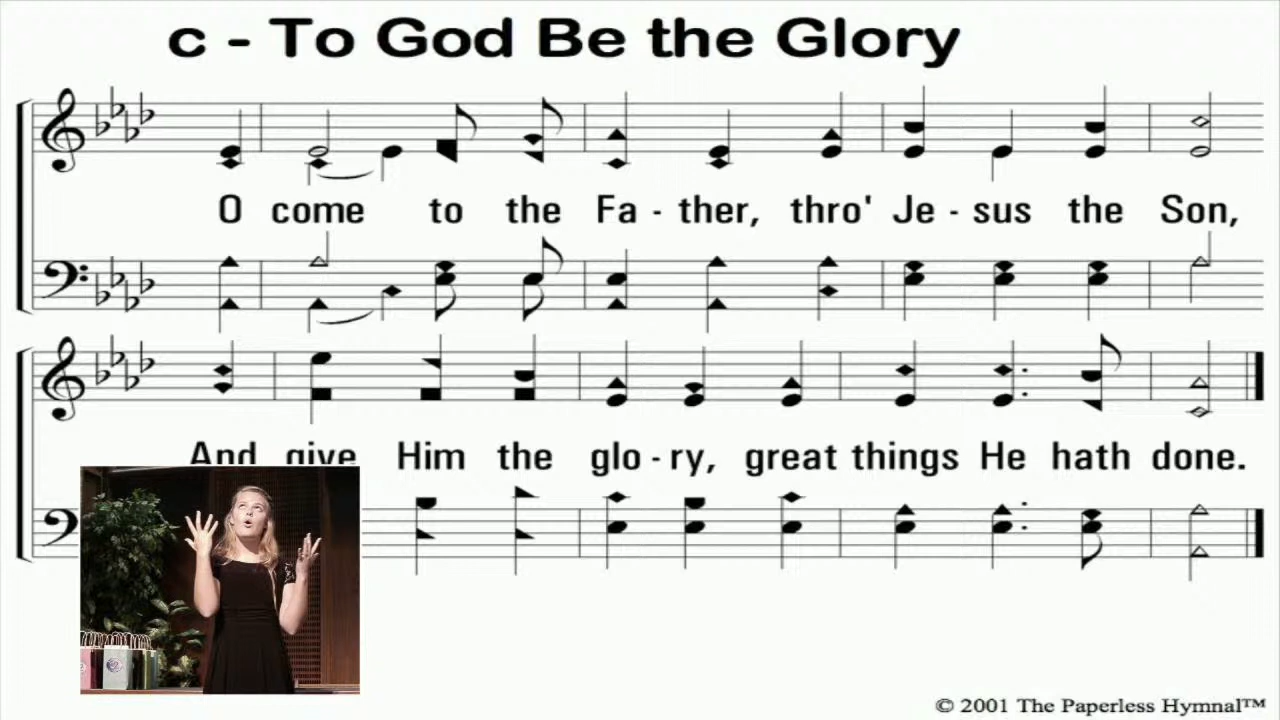 c - To God Be the Glory
O come to the Fa - ther, thro' Je - sus the Son,
And give Him the glo - ry, great things He hath done.
© 2001 The Paperless Hymnal™